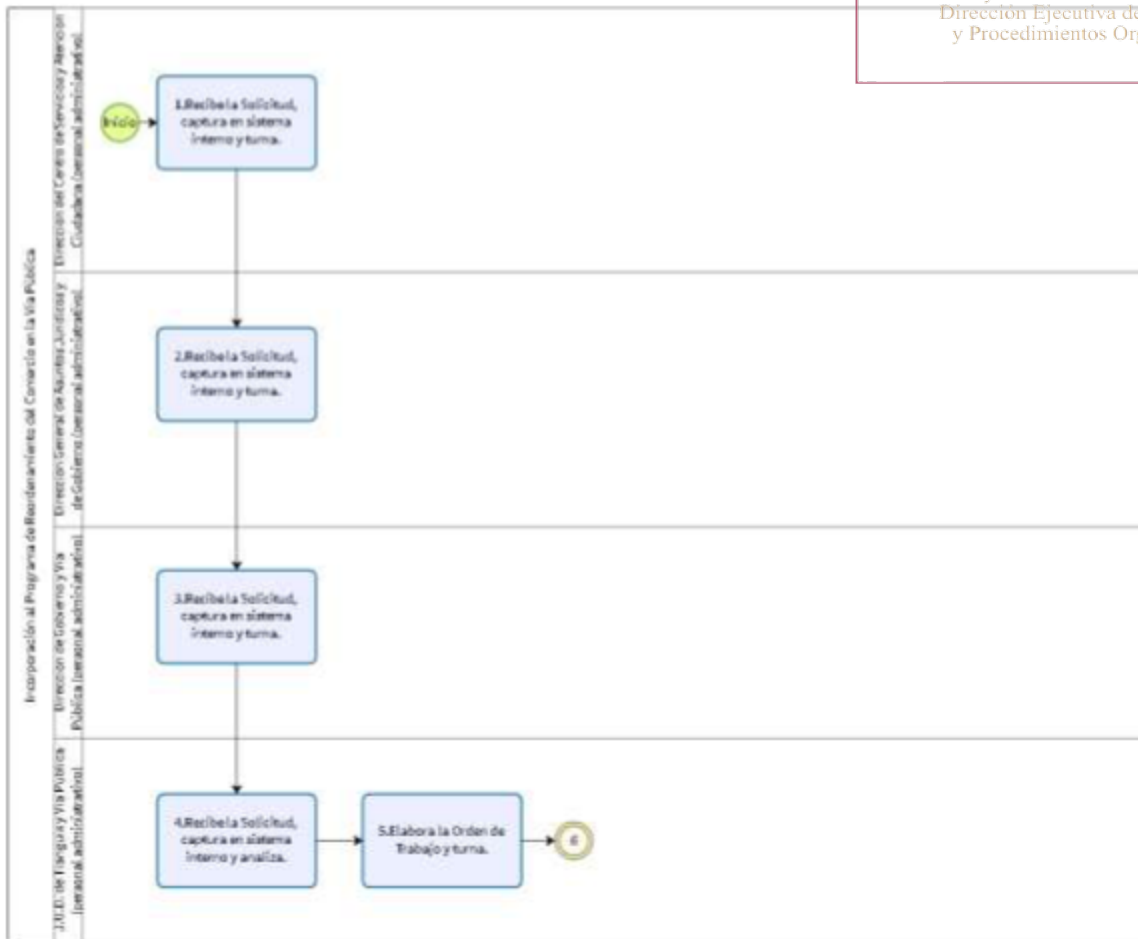 Dirección Ejecutiva de
y Procedimientos Org
Incorporación al Programa de Reordenamiento del Comercio en la Vía Pública
Dirección del Centro de Servicios y Atención
Ciudadana (personal administrativo).
Inicio
1.Recibe la Solicitud,
captura en sistema
interno y turna.
Dirección General de Asuntos Jurídicos y
de Gobierno (personal administrativo).
2.Recibe la Solicitud,
captura en sistema
interno y turna.
Dirección de Gobierno y Vía
Pública (personal administrativo).
3.Recibe la Solicitud,
captura en sistema
interno y turna.
J.U.D. de Tianguis y Vía Pública
(personal administrativo).
4.Recibe la Solicitud,
captura en sistema
interno y analiza.
5.Elabora la Orden de
Trabajo y turna.
6